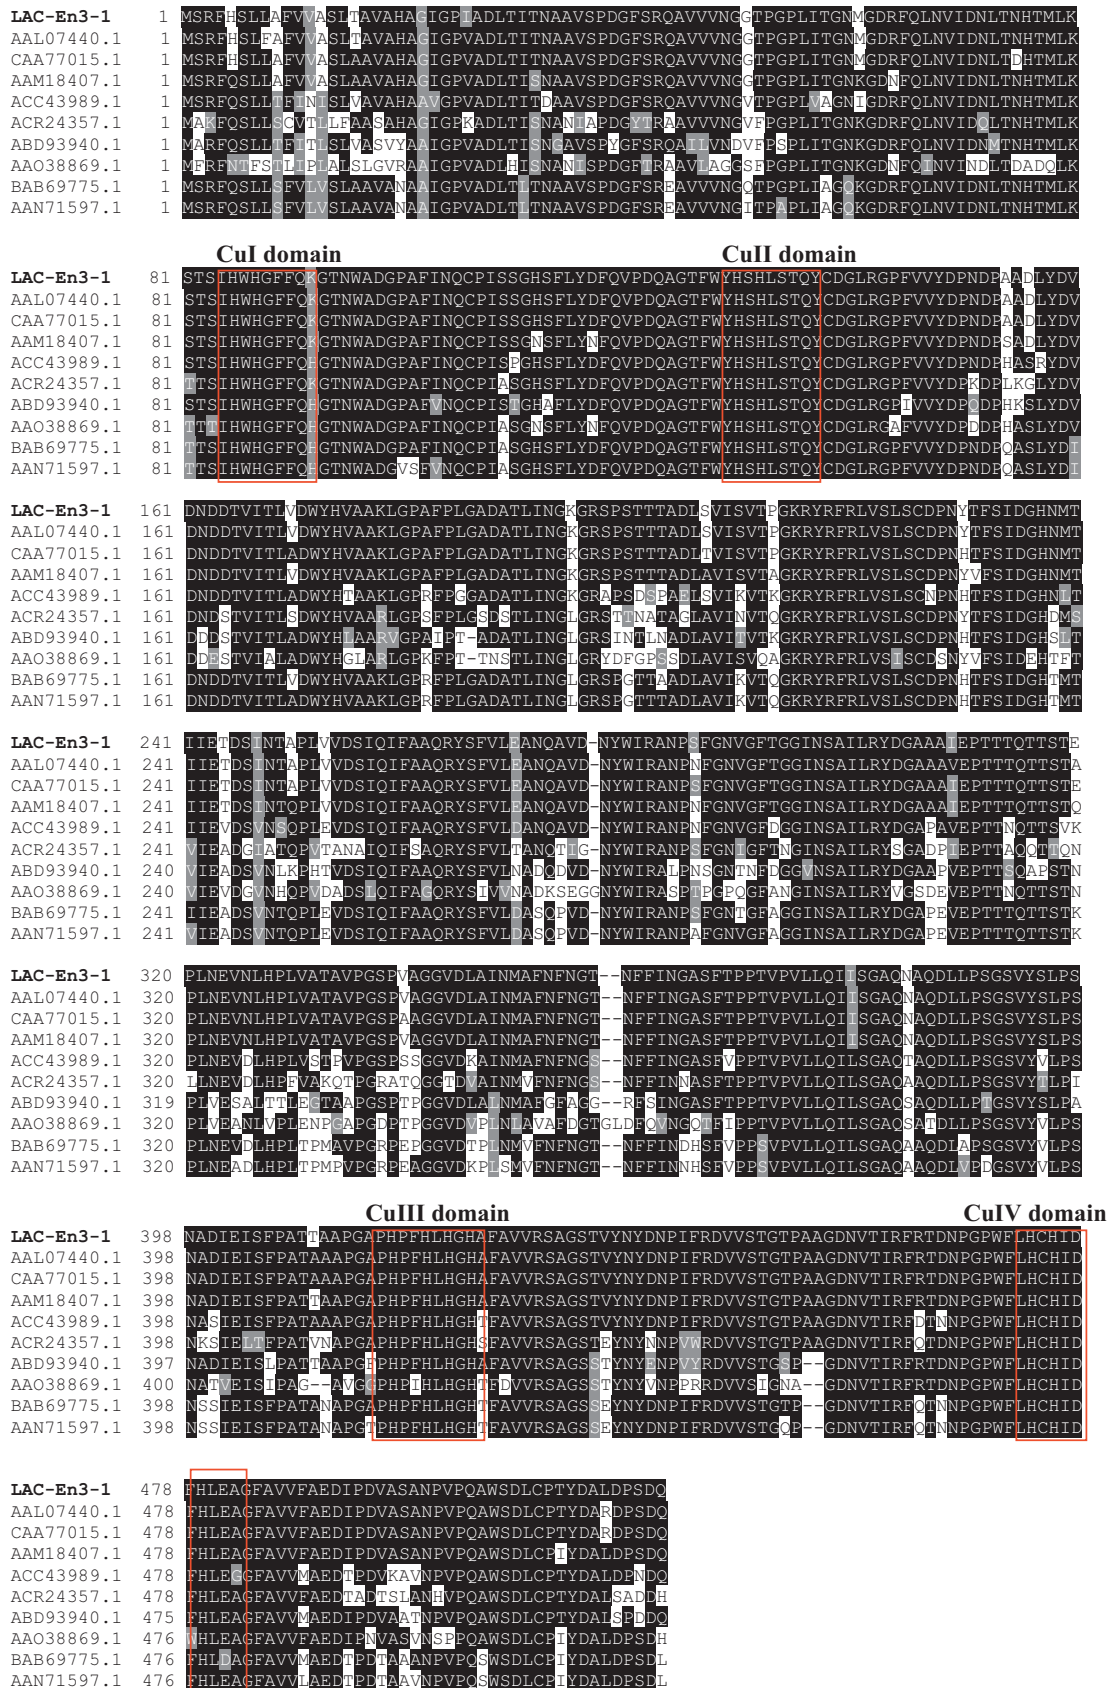 LAC-En3-1 1 MSRFHSLLAFVVASLTAVAHAGIGPIADLTITNAAVSPDGFSRQAVVVNGGTPGPLITGNMGDRFQLNVIDNLTNHTMLK
AAL07440.1 1 MSRFHSLFAFVVASLTAVAHAGIGPVADLTITNAAVSPDGFSRQAVVVNGGTPGPLITGNMGDRFQLNVIDNLTNHTMLK
CAA77015.1 1 MSRFHSLLAFVVASLAAVAHAGIGPVADLTITNAAVSPDGFSRQAVVVNGGTPGPLITGNMGDRFQLNVIDNLTDHTMLK
AAM18407.1 1 MSRFQSLLAFVVASLAAVAHAGIGPVADLTISNAAVSPDGFSRQAVVVNGGTPGPLITGNKGDNFQLNVIDNLTNHTMLK
ACC43989.1 1 MSRFQSLLTFINISLVAVAHAAVGPVADLTITDAAVSPDGFSRQAVVVNGVTPGPLVAGNIGDRFQLNVIDNLTNHTMLK
ACR24357.1 1 MAKFQSLLSCVTLLFAASAHAGIGPKADLTISNANIAPDGYTRAAVVVNGVFPGPLITGNKGDRFQLNVIDQLTNHTMLK
ABD93940.1 1 MARFQSLLTFITLSLVASVYAAIGPVADLTISNGAVSPYGFSRQAILVNDVFPSPLITGNKGDRFQLNVIDNMTNHTMLK
AAO38869.1 1 MFRFNTFSTLIPLALSLGVRAAIGPVADLHISNANISPDGFTRAAVLAGGSFPGPLITGNKGDNFQINVINDLTDADQLK
BAB69775.1 1 MSRFQSLLSFVLVSLAAVANAAIGPVADLTLTNAAVSPDGFSREAVVVNGQTPGPLIAGQKGDRFQLNVIDNLTNHTMLK
AAN71597.1 1 MSRFQSLLSFVLVSLAAVANAAIGPVADLTLTNAAVSPDGFSREAVVVNGITPAPLIAGQKGDRFQLNVIDNLTNHTMLK
CuI domain CuII domain
LAC-En3-1 81 STSIHWHGFFQKGTNWADGPAFINQCPISSGHSFLYDFQVPDQAGTFWYHSHLSTQYCDGLRGPFVVYDPNDPAADLYDV
AAL07440.1 81 STSIHWHGFFQKGTNWADGPAFINQCPISSGHSFLYDFQVPDQAGTFWYHSHLSTQYCDGLRGPFVVYDPNDPAADLYDV
CAA77015.1 81 STSIHWHGFFQKGTNWADGPAFINQCPISSGHSFLYDFQVPDQAGTFWYHSHLSTQYCDGLRGPFVVYDPNDPAADLYDV
AAM18407.1 81 STSIHWHGFFQKGTNWADGPAFINQCPISSGNSFLYNFQVPDQAGTFWYHSHLSTQYCDGLRGPFVVYDPNDPSADLYDV
ACC43989.1 81 STSIHWHGFFQHGTNWADGPAFINQCPISPGHSFLYDFQVPDQAGTFWYHSHLSTQYCDGLRGPFVVYDPNDPHASRYDV
ACR24357.1 81 TTSIHWHGFFQKGTNWADGPAFINQCPIASGHSFLYDFQVPDQAGTFWYHSHLSTQYCDGLRGPFVVYDPKDPLKGLYDV
ABD93940.1 81 STSIHWHGFFQHGTNWADGPAFVNQCPISTGHAFLYDFQVPDQAGTFWYHSHLSTQYCDGLRGPIVVYDPQDPHKSLYDV
AAO38869.1 81 TTTIHWHGFFQHGTNWADGPAFINQCPIASGNSFLYNFQVPDQAGTFWYHSHLSTQYCDGLRGAFVVYDPDDPHASLYDV
BAB69775.1 81 TTSIHWHGFFQHGTNWADGPAFINQCPIASGHSFLYDFQVPDQAGTFWYHSHLSTQYCDGLRGPFVVYDPNDPQASLYDI
AAN71597.1 81 TTSIHWHGFFQHGTNWADGVSFVNQCPIASGHSFLYDFQVPDQAGTFWYHSHLSTQYCDGLRGPFVVYDPNDPQASLYDI
LAC-En3-1 161 DNDDTVITLVDWYHVAAKLGPAFPLGADATLINGKGRSPSTTTADLSVISVTPGKRYRFRLVSLSCDPNYTFSIDGHNMT
AAL07440.1 161 DNDDTVITLVDWYHVAAKLGPAFPLGADATLINGKGRSPSTTTADLSVISVTPGKRYRFRLVSLSCDPNYTFSIDGHNMT
CAA77015.1 161 DNDDTVITLVDWYHVAAKLGPAFPLGADATLINGKGRSPSTTTADLTVISVTPGKRYRFRLVSLSCDPNHTFSIDGHNMT
AAM18407.1 161 DNDDTVITLVDWYHVAAKLGPAFPLGADATLINGKGRSPSTTTADLAVISVTAGKRYRFRLVSLSCDPNYVFSIDGHNMT
ACC43989.1 161 DNDDTVITLADWYHTAAKLGPRFPGGADATLINGKGRAPSDSPAELSVIKVTKGKRYRFRLVSLSCNPNHTFSIDGHNLT
ACR24357.1 161 DNDSTVITLSDWYHVAARLGPSFPLGSDSTLINGLGRSTTNATAGLAVINVTQGKRYRFRLVSLSCDPNYTFSIDGHDMS
ABD93940.1 161 DDDSTVITLADWYHLAARVGPAIPT-ADATLINGLGRSINTLNADLAVITVTKGKRYRFRLVSLSCDPNHTFSIDGHSLT
AAO38869.1 161 DDESTVIALADWYHGLARLGPKFPT-TNSTLINGLGRYDFGPSSDLAVISVQAGKRYRFRLVSISCDSNYVFSIDEHTFT
BAB69775.1 161 DNDDTVITLVDWYHVAAKLGPRFPLGADATLINGLGRSPGTTAADLAVIKVTQGKRYRFRLVSLSCDPNHTFSIDGHTMT
AAN71597.1 161 DNDDTVITLADWYHVAAKLGPRFPLGADATLINGLGRSPGTTTADLAVIKVTQGKRYRFRLVSLSCDPNHTFSIDGHTMT
LAC-En3-1 241 IIETDSINTAPLVVDSIQIFAAQRYSFVLEANQAVD-NYWIRANPSFGNVGFTGGINSAILRYDGAAAIEPTTTQTTSTE
AAL07440.1 241 IIETDSINTAPLVVDSIQIFAAQRYSFVLEANQAVD-NYWIRANPNFGNVGFTGGINSAILRYDGAAAVEPTTTQTTSTA
CAA77015.1 241 IIETDSINTAPLVVDSIQIFAAQRYSFVLEANQAVD-NYWIRANPSFGNVGFTGGINSAILRYDGAAAIEPTTTQTTSTE
AAM18407.1 241 IIETDSINTQPLVVDSIQIFAAQRYSFVLEANQAVD-NYWIRANPNFGNVGFTGGINSAILRYDGAAAIEPTTTQTTSTQ
ACC43989.1 241 IIEVDSVNSQPLEVDSIQIFAAQRYSFVLDANQAVD-NYWIRANPNFGNVGFDGGINSAILRYDGAPAVEPTTNQTTSVK
ACR24357.1 241 VIEADGIATQPVTANAIQIFSAQRYSFVLTANQTIG-NYWIRANPSFGNIGFTNGINSAILRYSGADPIEPTTAQQTTQN
ABD93940.1 240 VIEADSVNLKPHTVDSIQIFAAQRYSFVLNADQDVD-NYWIRALPNSGTNTNFDGGVNSAILRYDGAAPVEPTTSQAPSTN
AAO38869.1 240 VIEVDGVNHQPVDADSLQIFAGQRYSIVVNADKSEGGNYWIRASPTPGPQGFANGINSAILRYVGSDEVEPTTNQTTSTN
BAB69775.1 241 IIEADSVNTQPLEVDSIQIFAAQRYSFVLDASQPVD-NYWIRANPSFGNTGFAGGINSAILRYDGAPEVEPTTTQTTSTK
AAN71597.1 241 VIEADSVNTQPLEVDSIQIFAAQRYSFVLDASQPVD-NYWIRANPAFGNVGFAGGINSAILRYDGAPEVEPTTTQTTSTK
LAC-En3-1 320 PLNEVNLHPLVATAVPGSPVAGGVDLAINMAFNFNGT--NFFINGASFTPPTVPVLLQIISGAQNAQDLLPSGSVYSLPS
AAL07440.1 320 PLNEVNLHPLVATAVPGSPVAGGVDLAINMAFNFNGT--NFFINGASFTPPTVPVLLQIISGAQNAQDLLPSGSVYSLPS
CAA77015.1 320 PLNEVNLHPLVATAVPGSPAAGGVDLAINMAFNFNGT--NFFINGASFTPPTVPVLLQIISGAQNAQDLLPSGSVYSLPS
AAM18407.1 320 PLNEVNLHPLVATAVPGSPVAGGVDLAINMAFNFNGT--NFFINGASFTPPTVPVLLQIISGAQNAQDLLPSGSVYSLPS
ACC43989.1 320 PLNEVDLHPLVSTPVPGSPSSGGVDKAINMAFNFNGS--NFFINGASFVPPTVPVLLQILSGAQTAQDLLPSGSVYVLPS
ACR24357.1 320 LLNEVDLHPFVAKQTPGRATQGGTDVAINMVFNFNGS--NFFINNASFTPPTVPVLLQILSGAQAAQDLLPSGSVYTLPI
ABD93940.1 319 PLVESALTTLEGTAAPGSPTPGGVDLALNMAFGFAGG--RFSINGASFTPPTVPVLLQILSGAQSAQDLLPTGSVYSLPA
AAO38869.1 320 PLVEANLVPLENPGAPGDPTPGGVDVPLNLAVAFDGTGLDFQVNGQTFIPPTVPVLLQILSGAQSATDLLPSGSVYVLPS
BAB69775.1 320 PLNEVDLHPLTPMAVPGRPEPGGVDTPLNMVFNFNGT--NFFINDHSFVPPSVPVLLQILSGAQAAQDLAPSGSVYVLPS
AAN71597.1 320 PLNEADLHPLTPMPVPGRPEAGGVDKPLSMVFNFNGT--NFFINNHSFVPPSVPVLLQILSGAQAAQDLVPDGSVYVLPS
CuIII domain CuIV domain
LAC-En3-1 398 NADIEISFPATTAAPGAPHPFHLHGHAFAVVRSAGSTVYNYDNPIFRDVVSTGTPAAGDNVTIRFRTDNPGPWFLHCHID
AAL07440.1 398 NADIEISFPATAAAPGAPHPFHLHGHAFAVVRSAGSTVYNYDNPIFRDVVSTGTPAAGDNVTIRFRTDNPGPWFLHCHID
CAA77015.1 398 NADIEISFPATAAAPGAPHPFHLHGHAFAVVRSAGSTVYNYDNPIFRDVVSTGTPAAGDNVTIRFRTDNPGPWFLHCHID
AAM18407.1 398 NADIEISFPATTAAPGAPHPFHLHGHAFAVVRSAGSTVYNYDNPIFRDVVSTGTPAAGDNVTIRFRTDNPGPWFLHCHID
ACC43989.1 398 NASIEISFPATAAAPGAPHPFHLHGHTFAVVRSAGSTVYNYDNPIFRDVVSTGTPAAGDNVTIRFDTNNPGPWFLHCHID
ACR24357.1 398 NKSIELTFPATVNAPGAPHPFHLHGHSFAVVRSAGSTEYNYNNPVWRDVVSTGTPAAGDNVTIRFQTDNPGPWFLHCHID
ABD93940.1 397 NADIEISLPATTAAPGFPHPFHLHGHAFAVVRSAGSSTYNYENPVYRDVVSTGSP--GDNVTIRFRTDNPGPWFLHCHID
AAO38869.1 400 NATVEISIPAG--AVGGPHPIHLHGHTFDVVRSAGSSTYNYVNPPRRDVVSIGNA--GDNVTIRFRTDNPGPWFLHCHID
BAB69775.1 398 NSSIEISFPATANAPGAPHPFHLHGHTFAVVRSAGSSEYNYDNPIFRDVVSTGTP--GDNVTIRFQTNNPGPWFLHCHID
AAN71597.1 398 NSSIEISFPATANAPGTPHPFHLHGHTFAVVRSAGSSEYNYDNPIFRDVVSTGQP--GDNVTIRFQTNNPGPWFLHCHID
LAC-En3-1 478 FHLEAGFAVVFAEDIPDVASANPVPQAWSDLCPTYDALDPSDQ
AAL07440.1 478 FHLEAGFAVVFAEDIPDVASANPVPQAWSDLCPTYDARDPSDQ
CAA77015.1 478 FHLEAGFAVVFAEDIPDVASANPVPQAWSDLCPTYDARDPSDQ
AAM18407.1 478 FHLEAGFAVVFAEDIPDVASANPVPQAWSDLCPIYDALDPSDQ
ACC43989.1 478 FHLEGGFAVVMAEDTPDVKAVNPVPQAWSDLCPTYDALDPNDQ
ACR24357.1 478 FHLEAGFAVVFAEDTADTSLANHVPQAWSDLCPTYDALSADDH
ABD93940.1 475 FHLEAGFAVVMAEDIPDVAATNPVPQAWSDLCPTYDALSPDDQ
AAO38869.1 476 WHLEAGFAVVFAEDIPNVASVNSPPQAWSDLCPIYDALDPSDH
BAB69775.1 476 FHLDAGFAVVMAEDTPDTAAANPVPQSWSDLCPIYDALDPSDL
AAN71597.1 476 FHLEAGFAVVLAEDTPDTAAVNPVPQSWSDLCPIYDALDPSDL